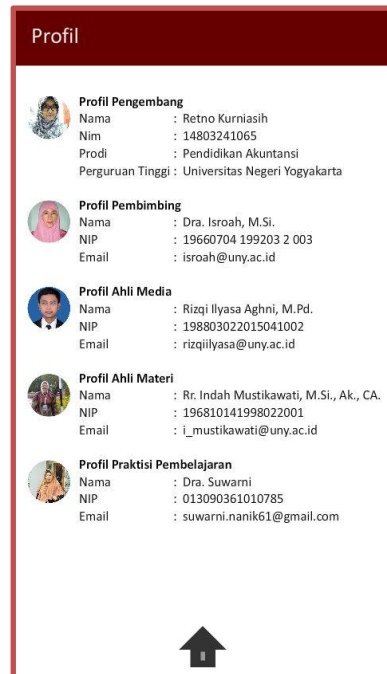 Profil
Profil Pengembang
Nama : Retno Kurniasih
Nim : 14803241065
Prodi : Pendidikan Akuntansi
Perguruan Tinggi : Universitas Negeri Yogyakarta
Profil Pembimbing
Nama : Dra. Isroah, M.Si.
NIP : 19660704 199203 2 003
Email : isroah@uny.ac.id
Profil Ahli Media
Nama : Rizqi Ilyasa Aghni, M.Pd.
NIP : 198803022015041002
Email : rizqiilyasa@uny.ac.id
Profil Ahli Materi
Nama : Rr. Indah Mustikawati, M.Si., Ak., CA.
NIP : 196810141998022001
Email : i_mustikawati@uny.ac.id
Profil Praktisi Pembelajaran
Nama : Dra. Suwarni
NIP : 013090361010785
Email : suwarni.nanik61@gmail.com